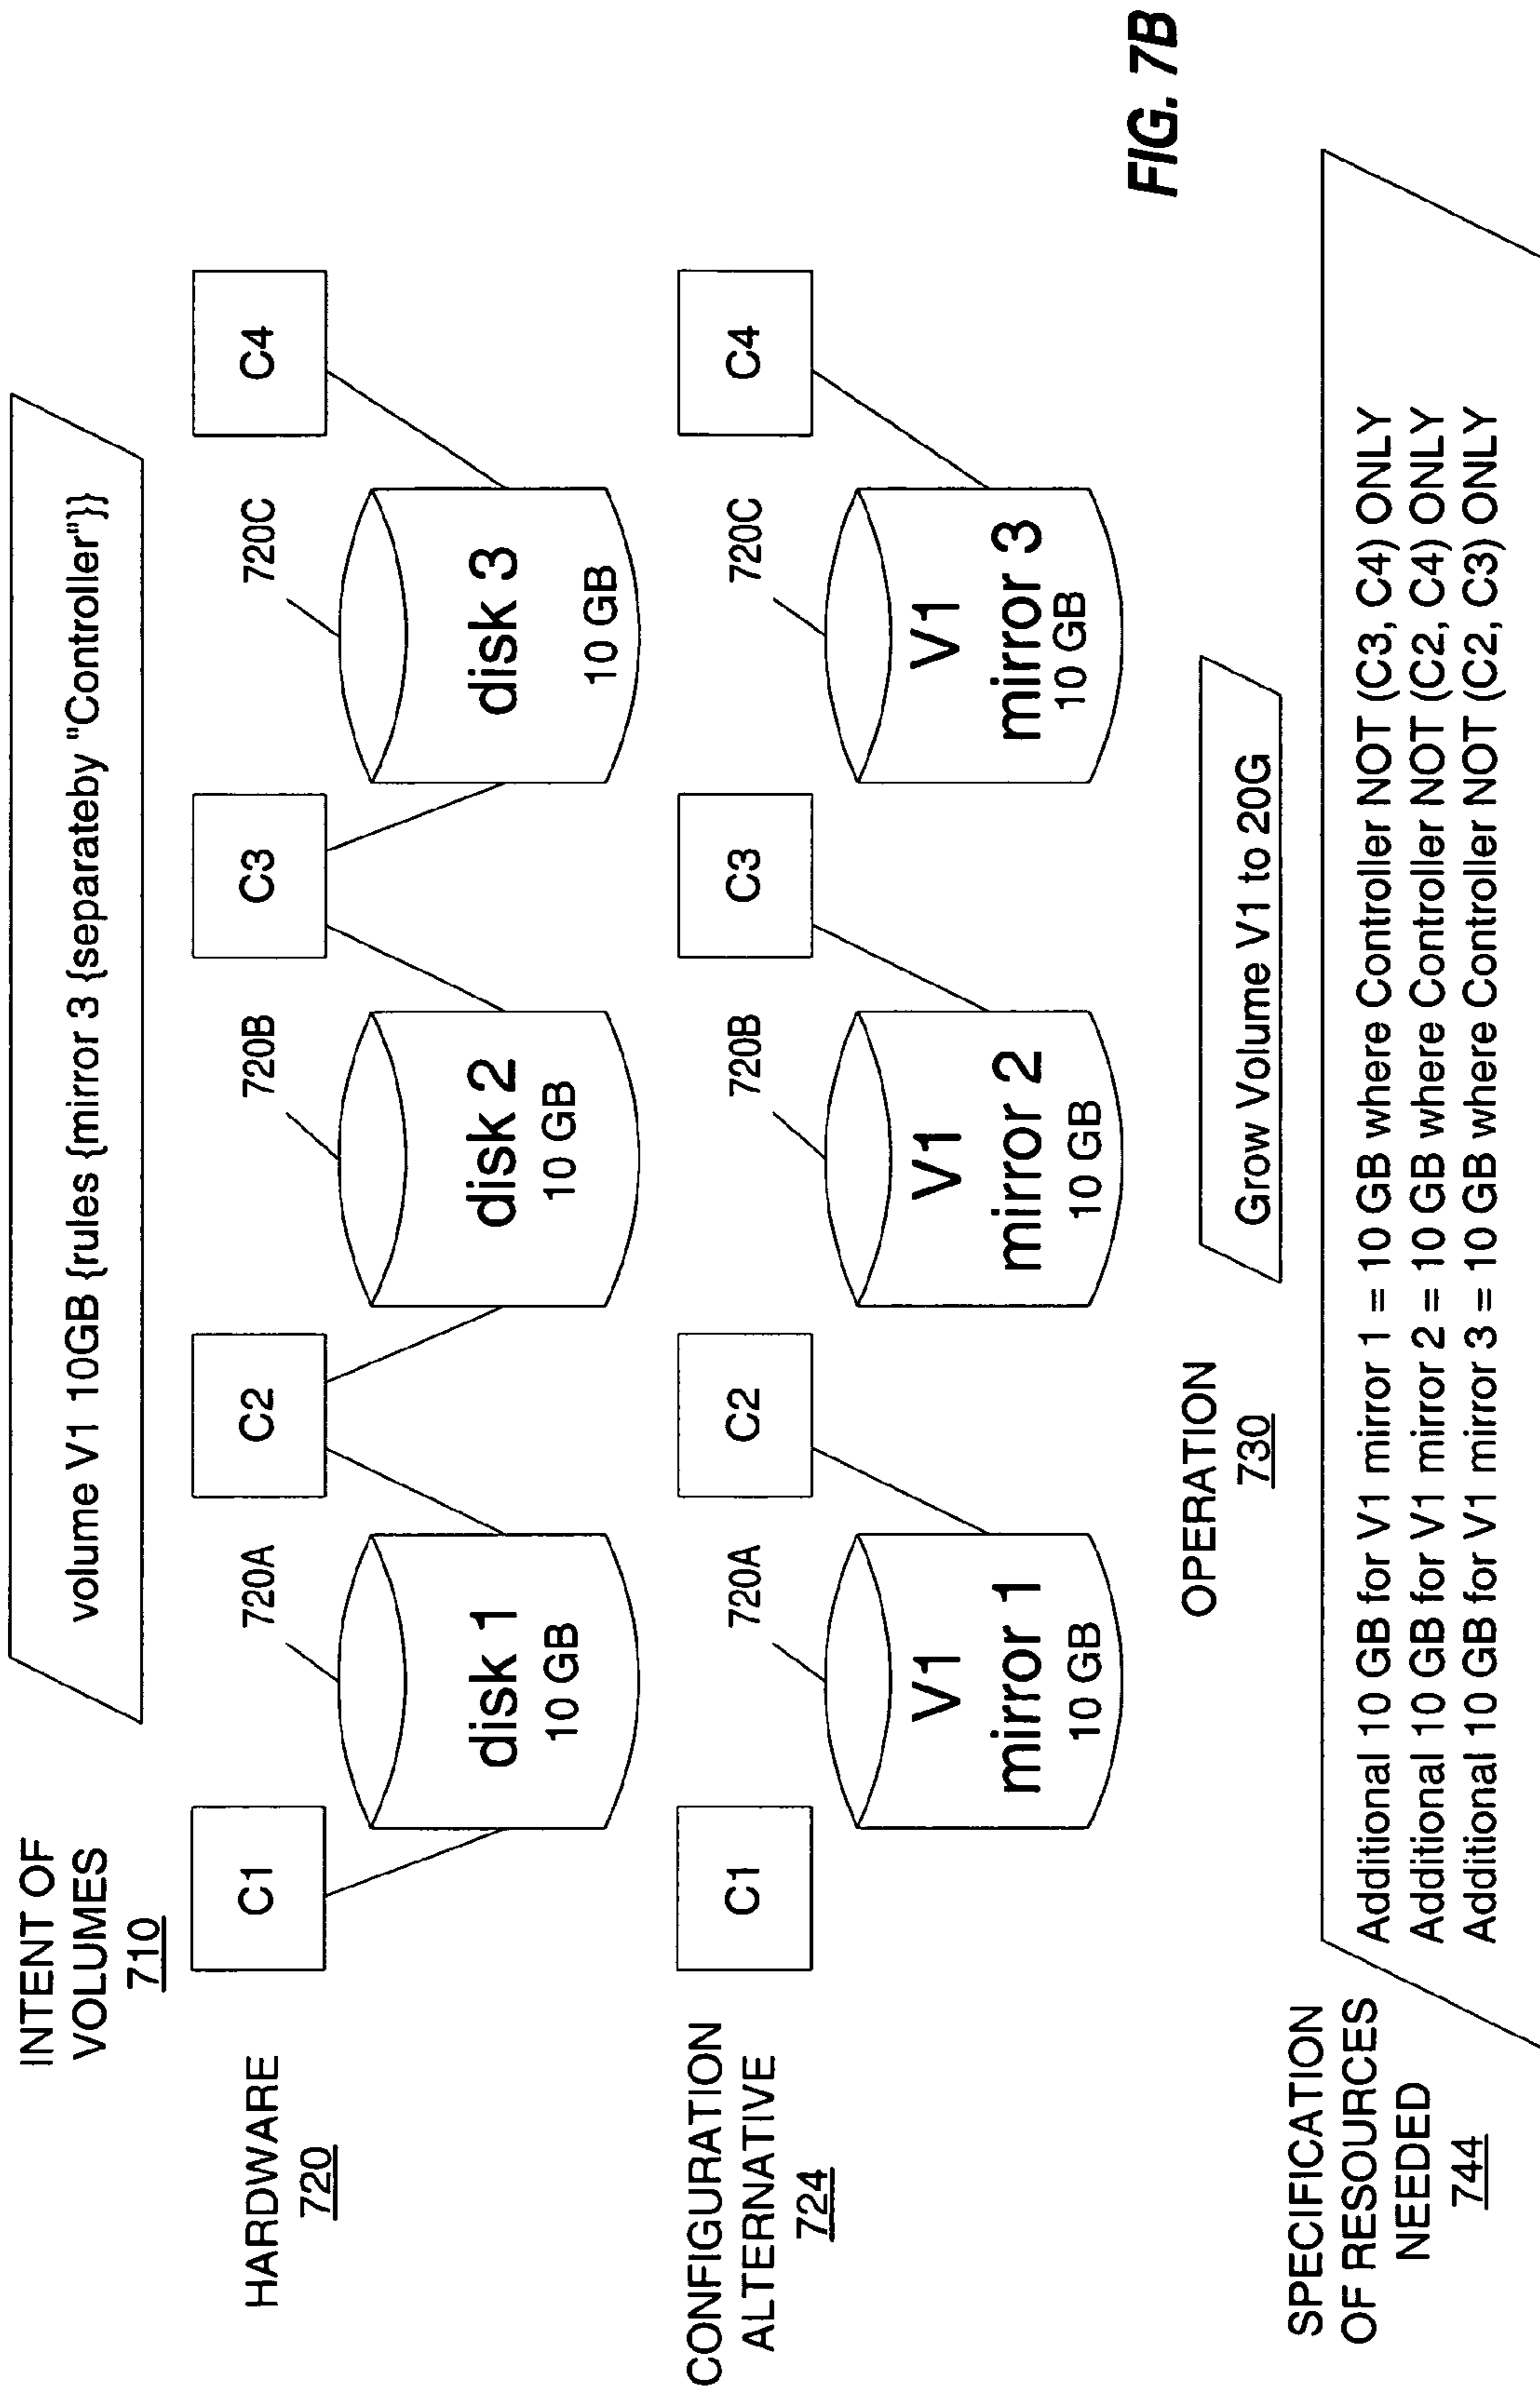 INTENT OF
VOLUMES
710
volume V1 10GB {rules {mirror 3 {separateby "Controller"}}
HARDWARE
720
C1
720A
C2
720B
C3
720C
C4
disk 1
10 GB
disk 2
10 GB
disk 3
10 GB
CONFIGURATION
ALTERNATIVE
724
C1
720A
C2
720B
C3
720C
C4
V1
mirror 1
10 GB
V1
mirror 2
10 GB
V1
mirror 3
10 GB
OPERATION
730
Grow Volume V1 to 20G
FIG. 7B
SPECIFICATION
OF RESOURCES
NEEDED
744
Additional 10 GB for V1 mirror 1 = 10 GB where Controller NOT (C3, C4) ONLY
Additional 10 GB for V1 mirror 2 = 10 GB where Controller NOT (C2, C4) ONLY
Additional 10 GB for V1 mirror 3 = 10 GB where Controller NOT (C2, C3) ONLY